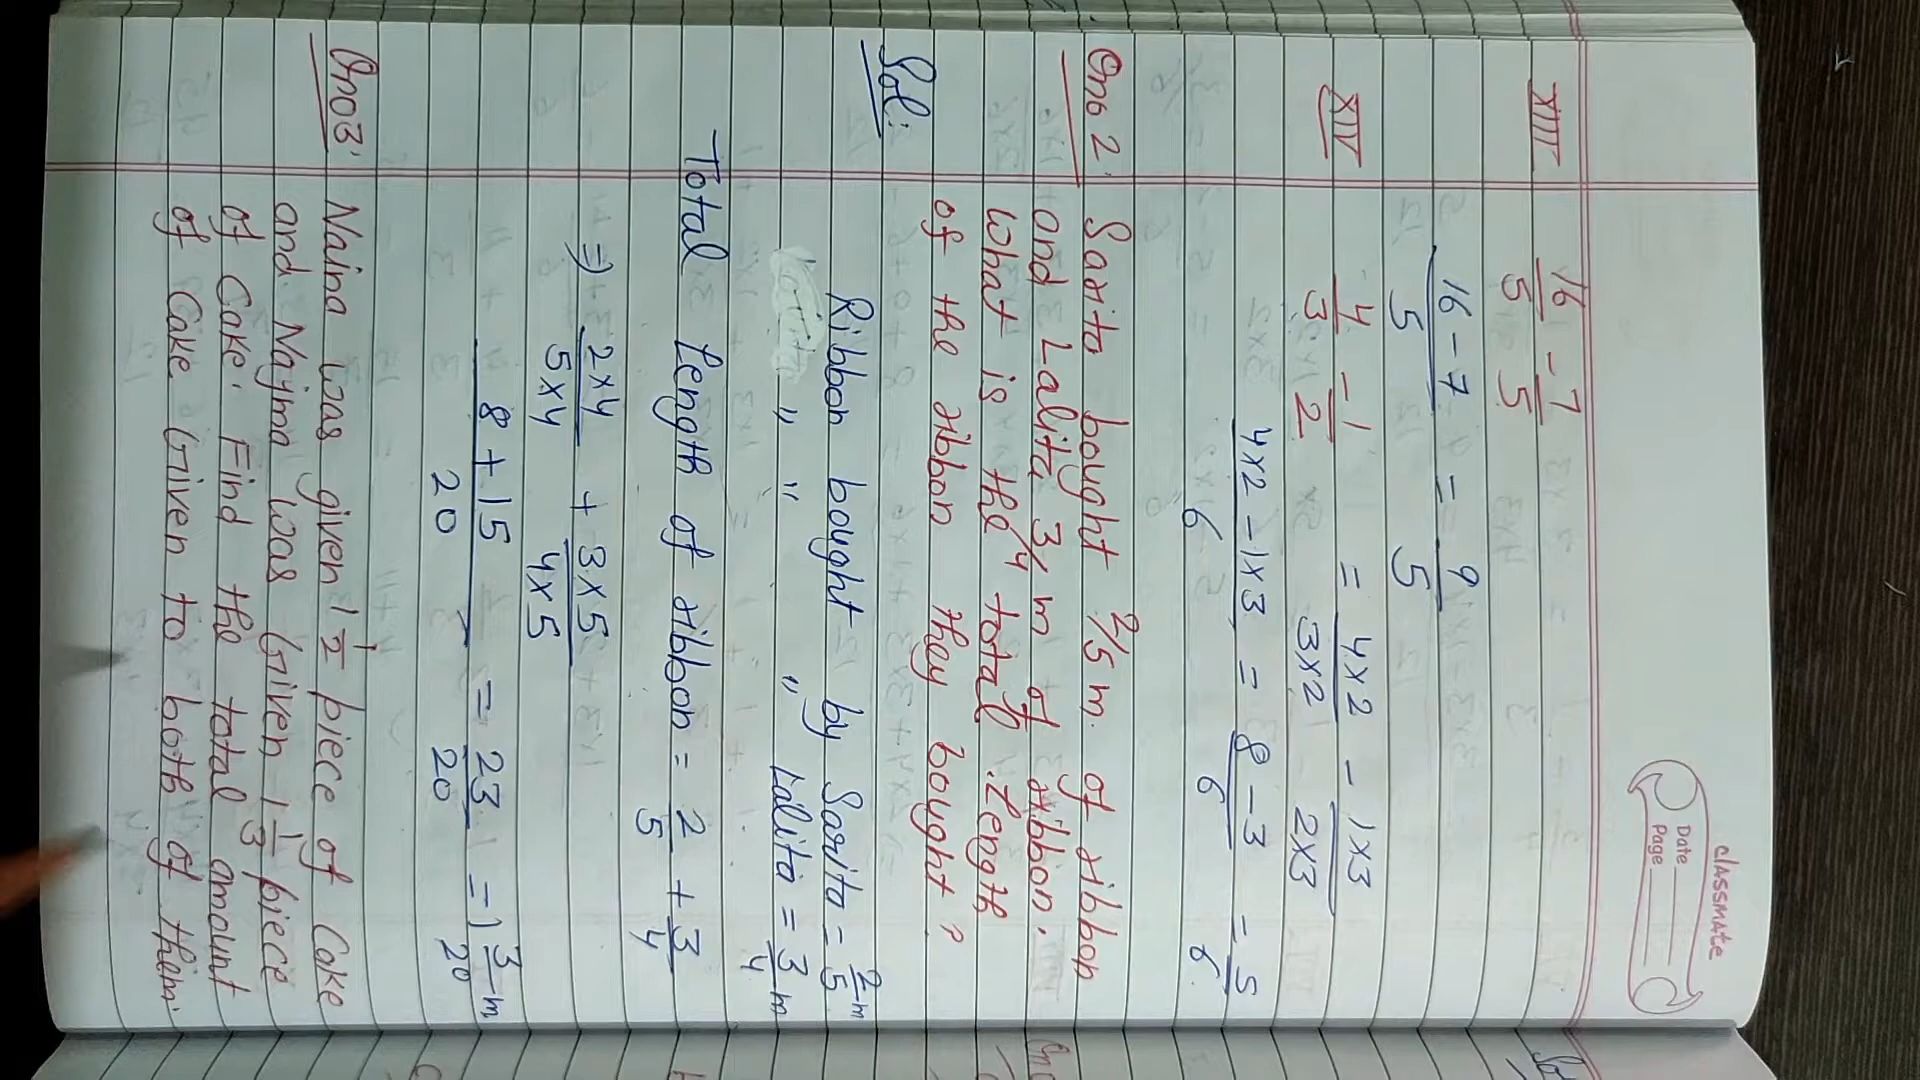 classmate
Date
Page
XIII 16/5 - 7/5
16-7/5 = 9/5
XIV 4/3 - 1/2 = 4×2/3×2 - 1×3/2×3
4×2-1×3/6 = 8-3/6 = 5/6
Qno 2. Sarita bought 2/5 m. of ribbon
and Lalita 3/4 m of ribbon.
what is the total length
of the ribbon they bought?
Sol: Ribbon bought by Sarita = 2/5 m
" " " Lalita = 3/4 m
Total Length of ribbon = 2/5 + 3/4
⇒ 2×4/5×4 + 3×5/4×5
8+15/20 = 23/20 = 1 3/20 m
Qno3. Naina was given 1 1/2 piece of Cake
and Najma was Given 1 1/3 piece
of Cake. Find the total amount
of Cake Given to both of them.